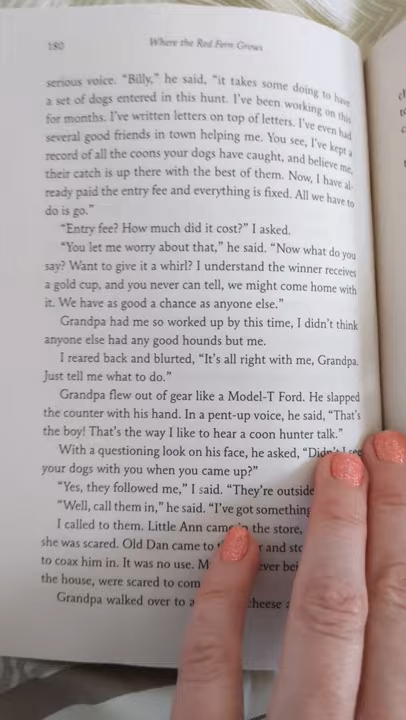 180 Where the Red Fern Grows
serious voice. "Billy," he said, "it takes some doing to have
a set of dogs entered in this hunt. I've been working on this
for months. I've written letters on top of letters. I've even had
several good friends in town helping me. You see, I've kept a
record of all the coons your dogs have caught, and believe me,
their catch is up there with the best of them. Now, I have al-
ready paid the entry fee and everything is fixed. All we have to
do is go."
"Entry fee? How much did it cost?" I asked.
"You let me worry about that," he said. "Now what do you
say? Want to give it a whirl? I understand the winner receives
a gold cup, and you never can tell, we might come home with
it. We have as good a chance as anyone else."
Grandpa had me so worked up by this time, I didn't think
anyone else had any good hounds but me.
I reared back and blurted, "It's all right with me, Grandpa.
Just tell me what to do."
Grandpa flew out of gear like a Model-T Ford. He slapped
the counter with his hand. In a pent-up voice, he said, "That's
the boy! That's the way I like to hear a coon hunter talk."
With a questioning look on his face, he asked, "Didn't I see
your dogs with you when you came up?"
"Yes, they followed me," I said. "They're outside
"Well, call them in," he said. "I've got something
I called to them. Little Ann came in the store,
she was scared. Old Dan came to and
to coax him in. It was no use.
the house, were scared to
Grandpa walked over to a cheese